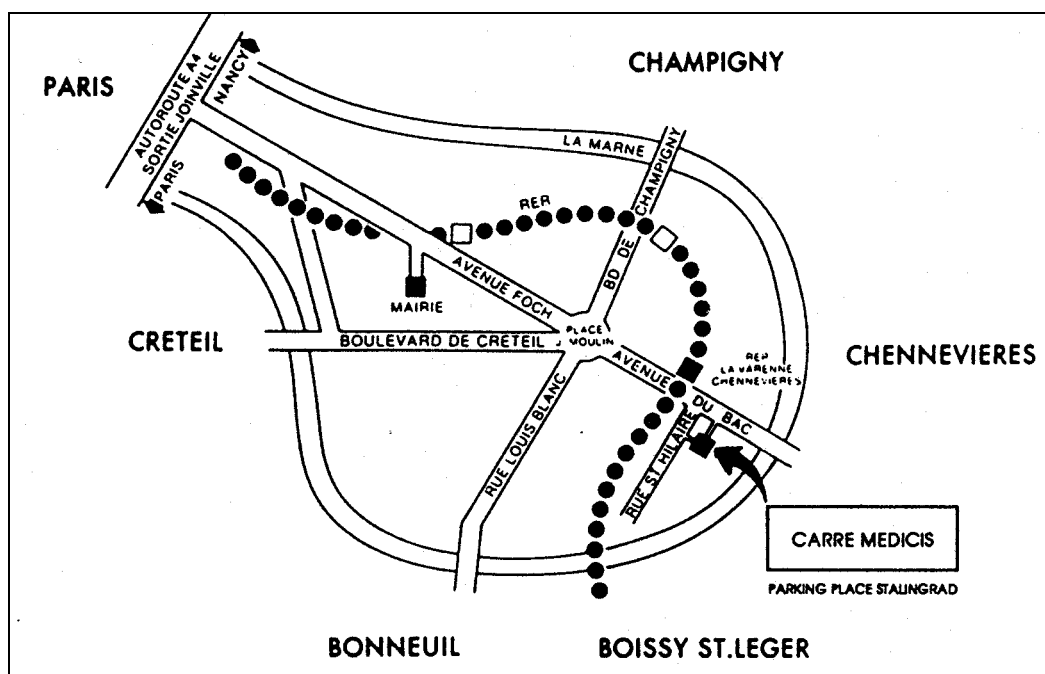 CHAMPIGNY
PARIS
AUTOROUTE A4
SORTIE JOINVILLE
NANCY
PARIS
LA MARNE
BD DE CHAMPIGNY
RER
AVENUE FOCH
MAIRIE
CRETEIL
BOULEVARD DE CRETEIL
PLACE
MOULIN
CHENNEVIERES
RER
LA VARENNE
CHENNEVIERES
AVENUE DU BAC
RUE LOUIS BLANC
RUE ST HILAIRE
CARRE MEDICIS
PARKING PLACE STALINGRAD
BONNEUIL
BOISSY ST.LEGER